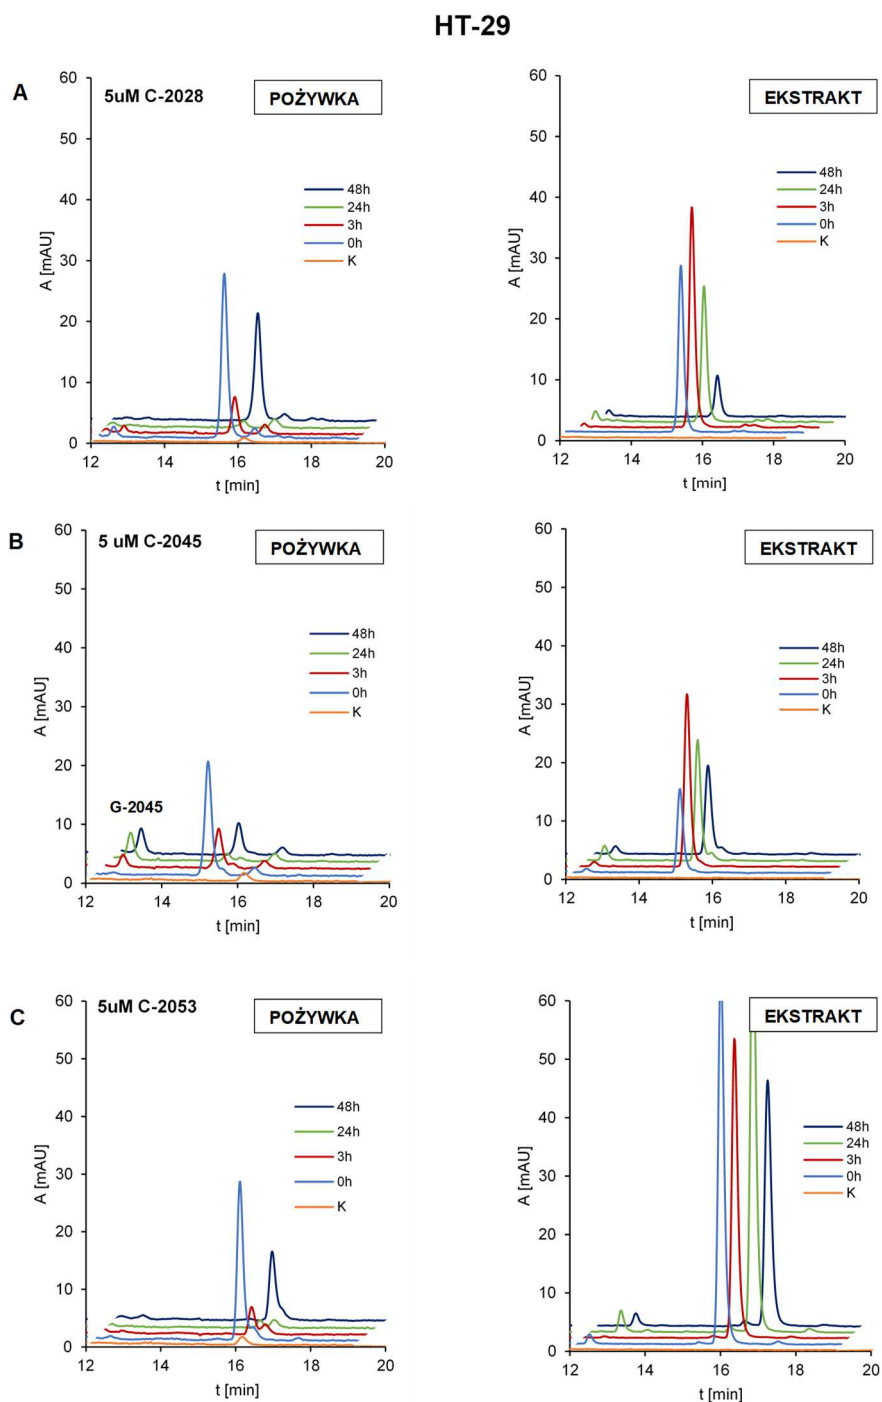 HT-29
A
5uM C-2028
POŻYWKA
60
50
40
30
20
10
0
A [mAU]
48h
24h
3h
0h
K
12 14 16 18 20
t [min]
EKSTRAKT
60
50
40
30
20
10
0
A [mAU]
48h
24h
3h
0h
K
12 14 16 18 20
t [min]
B
5 uM C-2045
POŻYWKA
60
50
40
30
20
10
0
A [mAU]
48h
24h
3h
0h
K
G-2045
12 14 16 18 20
t [min]
EKSTRAKT
60
50
40
30
20
10
0
A [mAU]
48h
24h
3h
0h
K
12 14 16 18 20
t [min]
C
5uM C-2053
POŻYWKA
60
50
40
30
20
10
0
A [mAU]
48h
24h
3h
0h
K
12 14 16 18 20
t [min]
EKSTRAKT
60
50
40
30
20
10
0
A [mAU]
48h
24h
3h
0h
K
12 14 16 18 20
t [min]